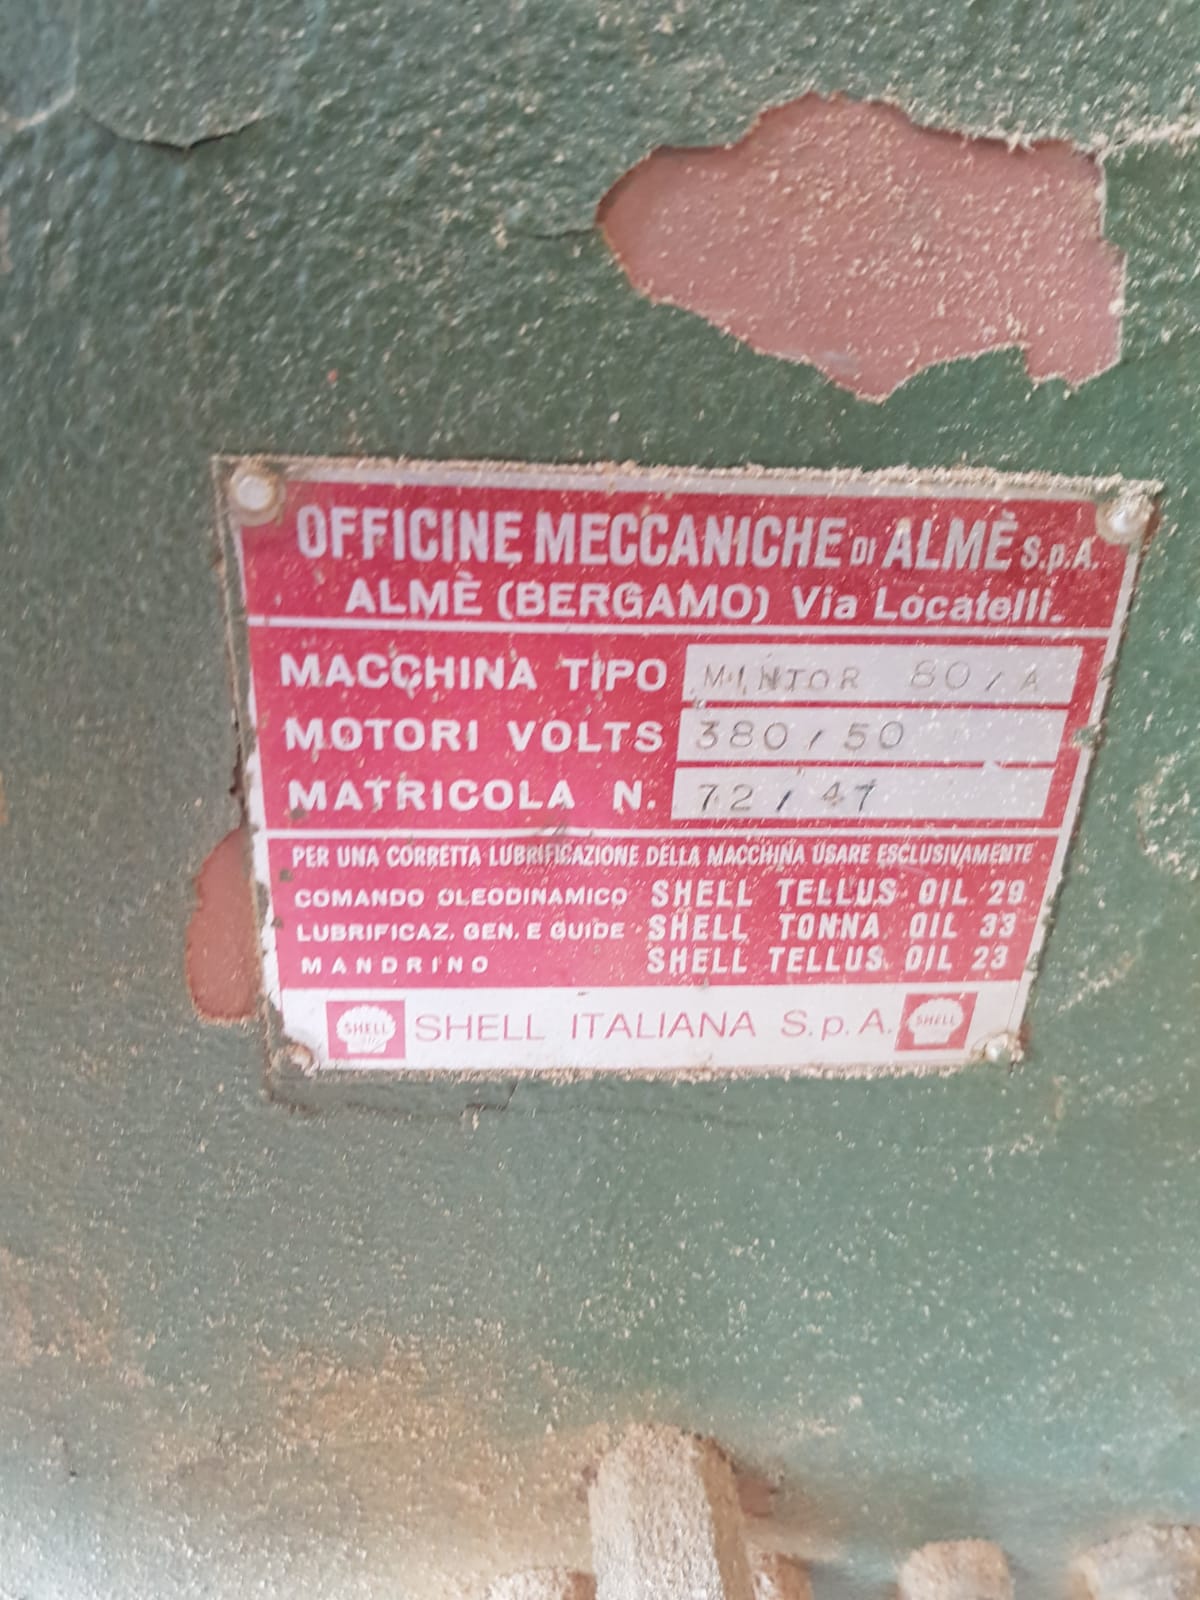 OFFICINE MECCANICHE DI ALMÈ S.p.A.
ALMÈ (BERGAMO) Via Locatelli.
MACCHINA TIPO MINTOR 80/A
MOTORI VOLTS 380/50
MATRICOLA N. 72/47
PER UNA CORRETTA LUBRIFICAZIONE DELLA MACCHINA USARE ESCLUSIVAMENTE
COMANDO OLEODINAMICO SHELL TELLUS OIL 29
LUBRIFICAZ. GEN. E GUIDE SHELL TONNA OIL 33
MANDRINO SHELL TELLUS OIL 23
SHELL SHELL ITALIANA S.p.A. SHELL